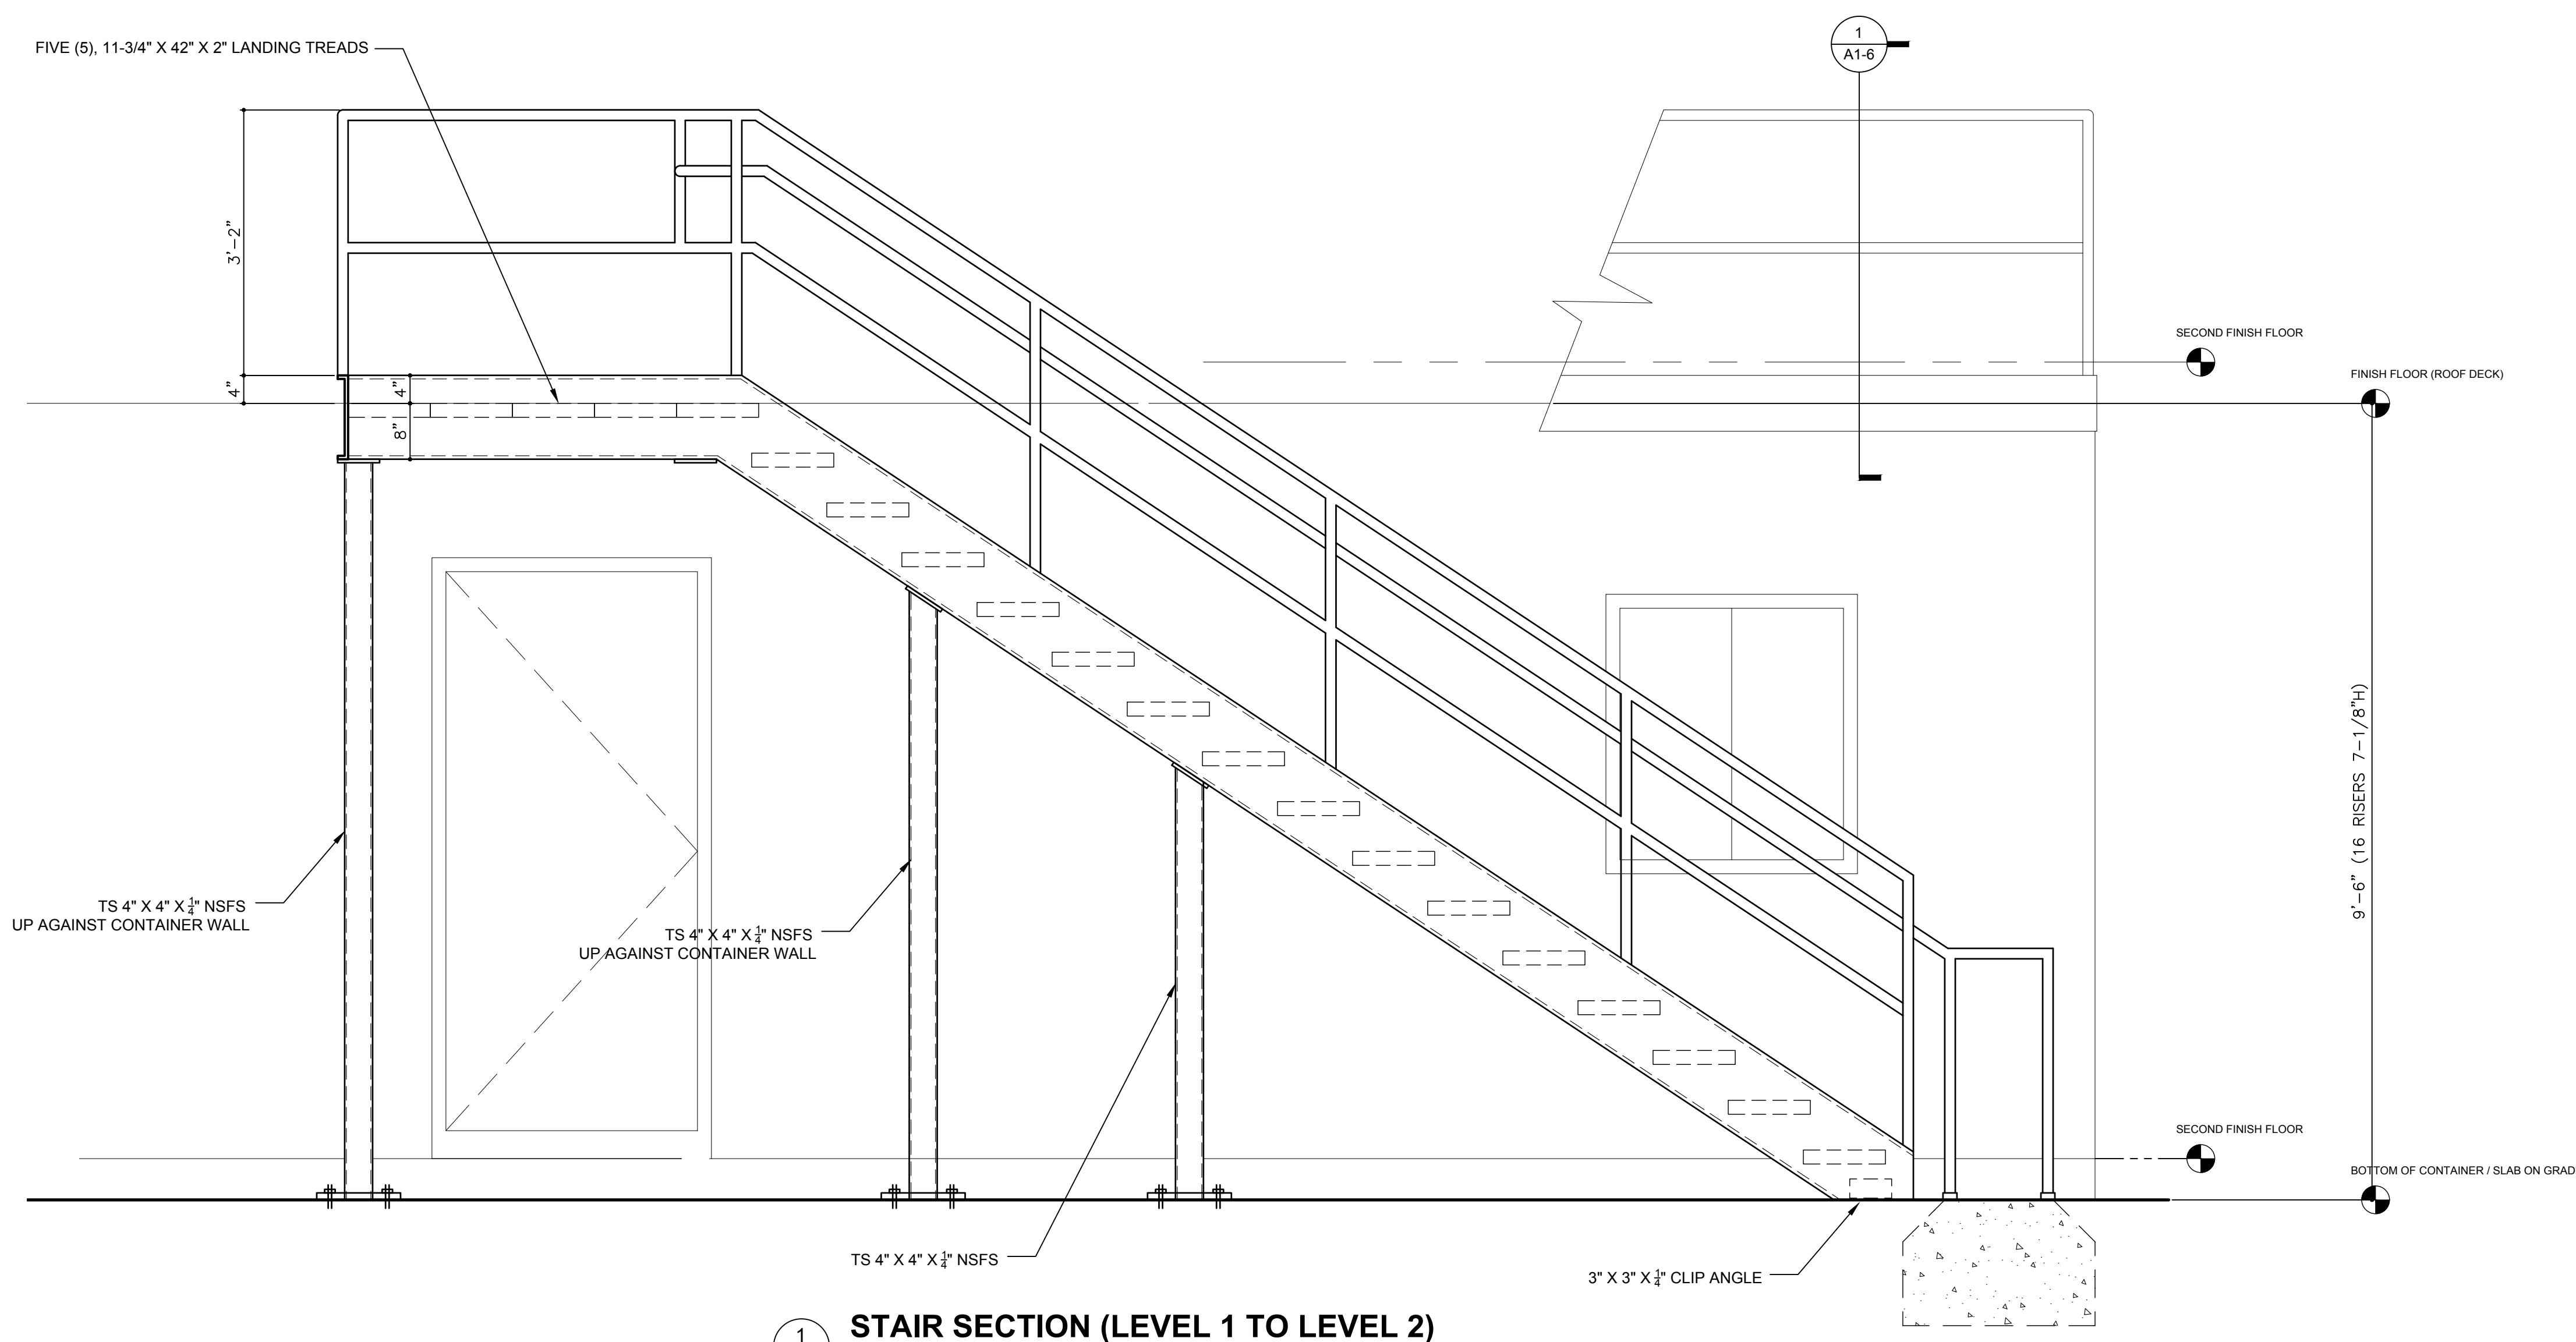 FIVE (5), 11-3/4" X 42" X 2" LANDING TREADS
1
A1-6
3'-2"
4"
4"
8"
SECOND FINISH FLOOR
FINISH FLOOR (ROOF DECK)
9'-6" (16 RISERS 7-1/8"H)
TS 4" X 4" X 1/4" NSFS
UP AGAINST CONTAINER WALL
TS 4" X 4" X 1/4" NSFS
UP AGAINST CONTAINER WALL
SECOND FINISH FLOOR
BOTTOM OF CONTAINER / SLAB ON GRAD
TS 4" X 4" X 1/4" NSFS
3" X 3" X 1/4" CLIP ANGLE
1
STAIR SECTION (LEVEL 1 TO LEVEL 2)